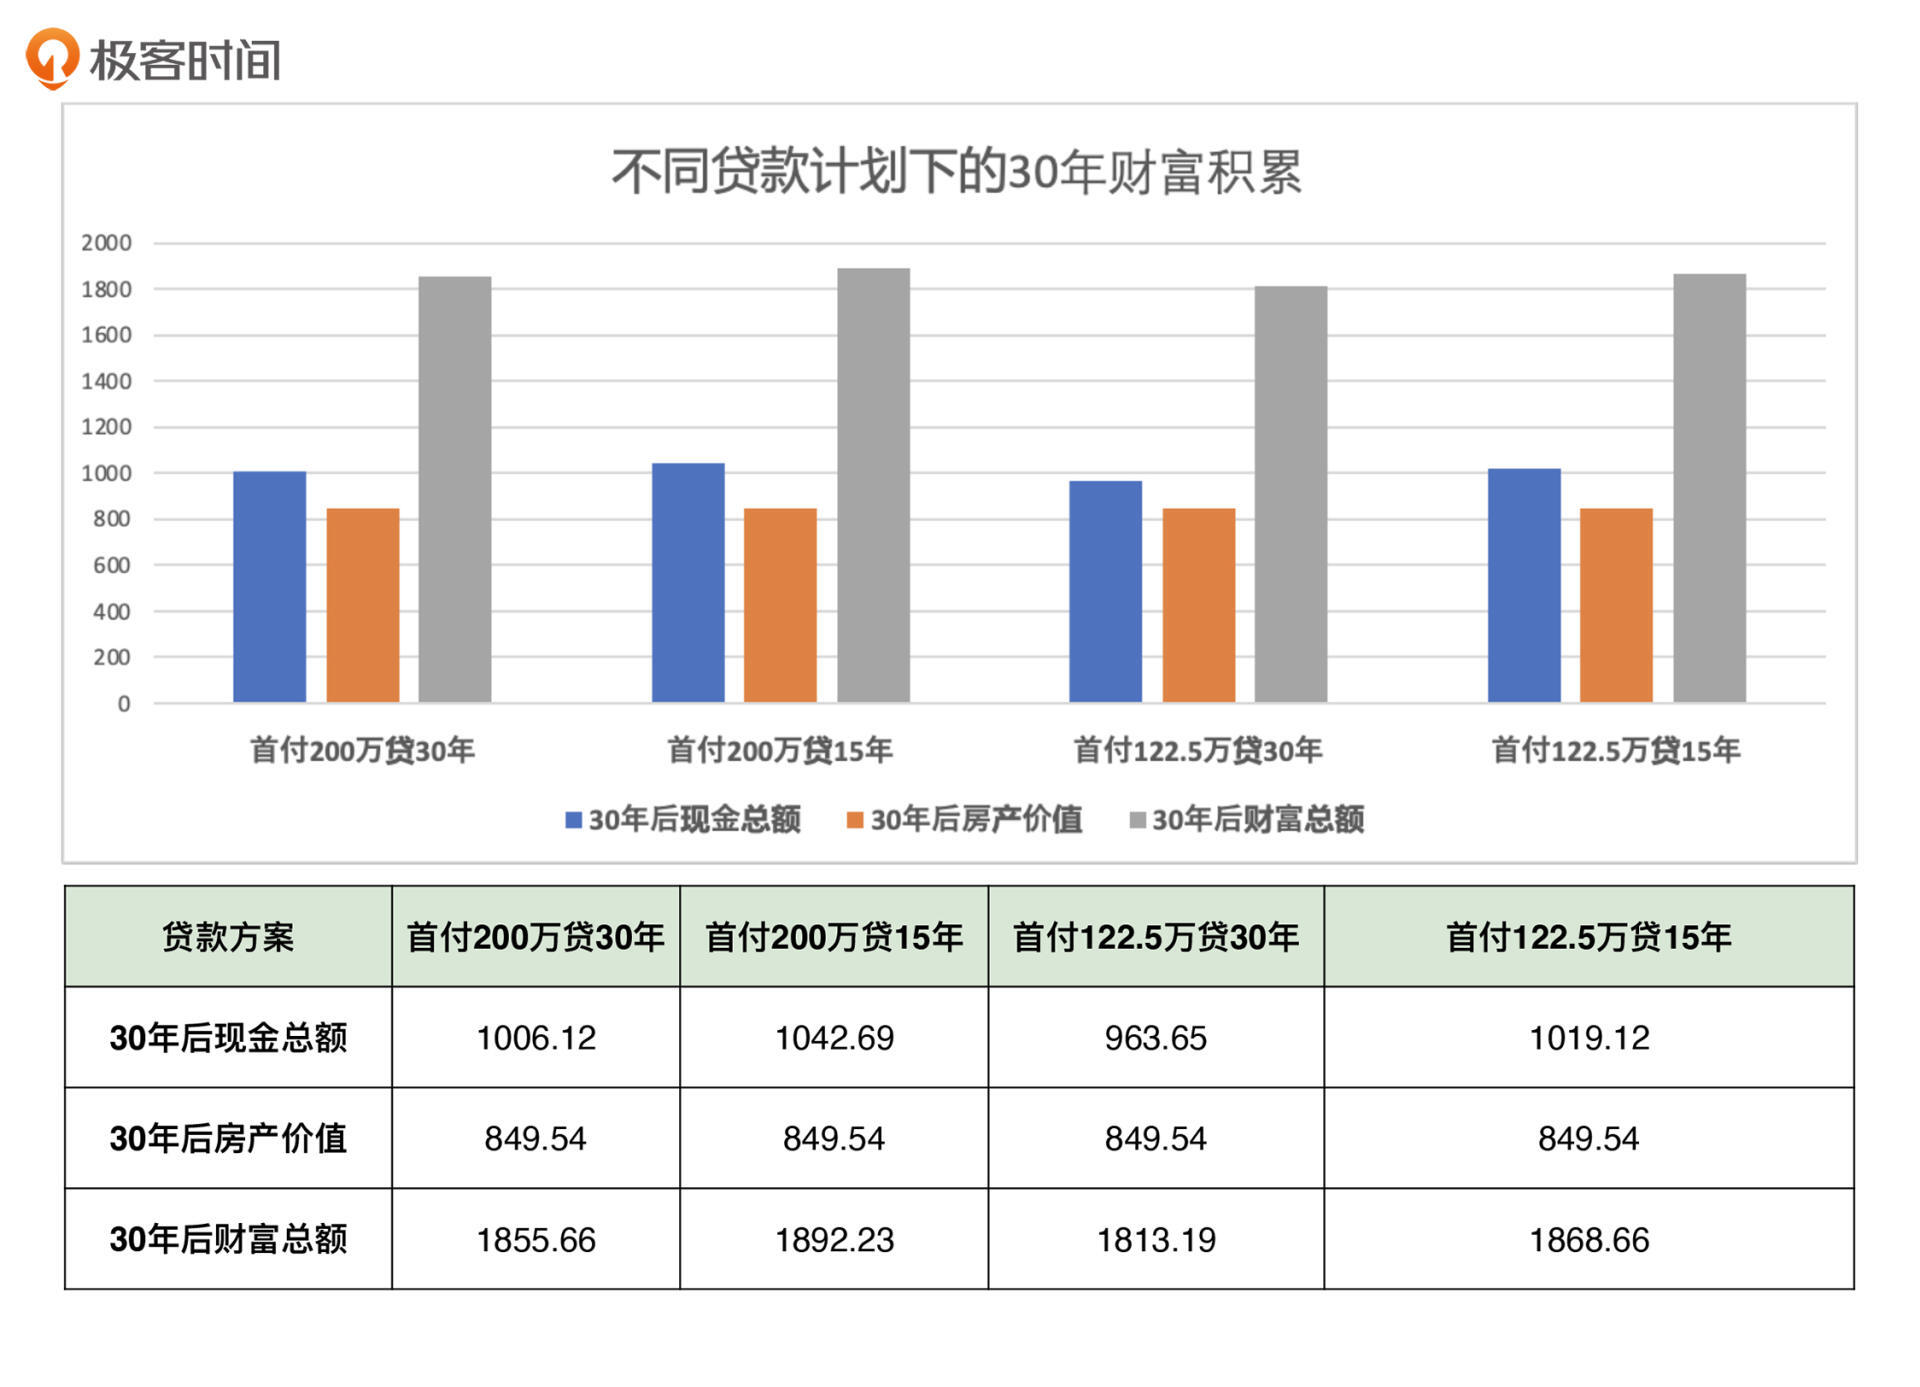 极客时间
不同贷款计划下的30年财富积累
2000
1800
1600
1400
1200
1000
800
600
400
200
0
首付200万贷30年 首付200万贷15年 首付122.5万贷30年 首付122.5万贷15年
30年后现金总额 30年后房产价值 30年后财富总额
贷款方案 首付200万贷30年 首付200万贷15年 首付122.5万贷30年 首付122.5万贷15年
30年后现金总额 1006.12 1042.69 963.65 1019.12
30年后房产价值 849.54 849.54 849.54 849.54
30年后财富总额 1855.66 1892.23 1813.19 1868.66